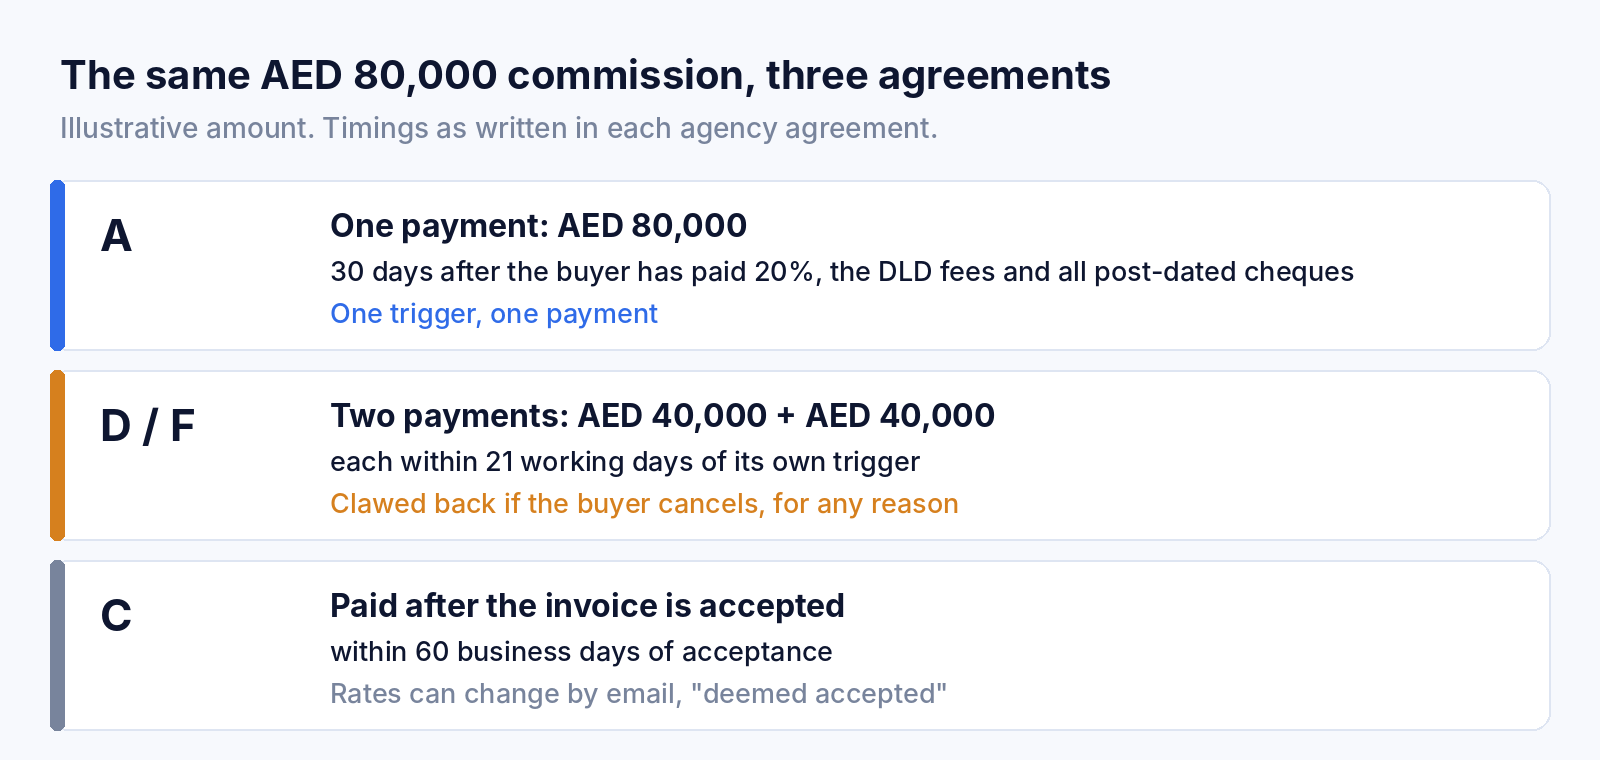 The same AED 80,000 commission, three agreements
Illustrative amount. Timings as written in each agency agreement.
A
One payment: AED 80,000
30 days after the buyer has paid 20%, the DLD fees and all post-dated cheques
One trigger, one payment
D / F
Two payments: AED 40,000 + AED 40,000
each within 21 working days of its own trigger
Clawed back if the buyer cancels, for any reason
C
Paid after the invoice is accepted
within 60 business days of acceptance
Rates can change by email, "deemed accepted"